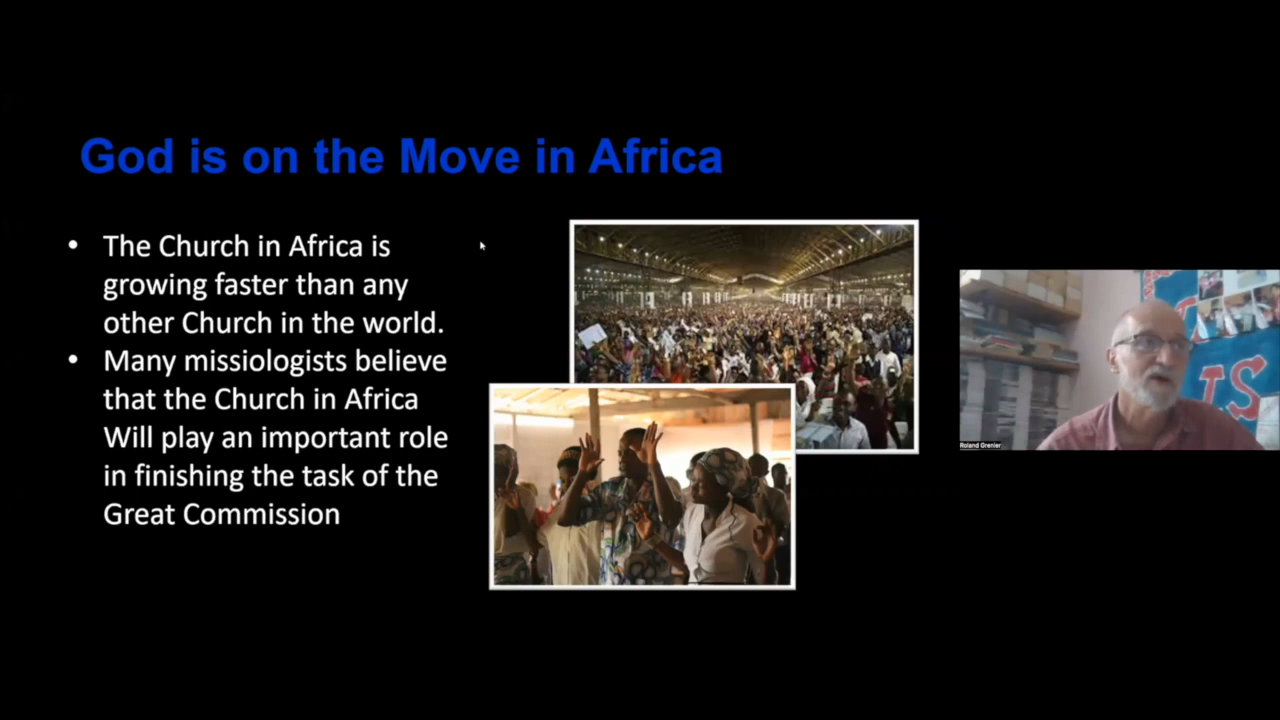 God is on the Move in Africa
• The Church in Africa is
growing faster than any
other Church in the world.
• Many missiologists believe
that the Church in Africa
Will play an important role
in finishing the task of the
Great Commission
Roland Grenier